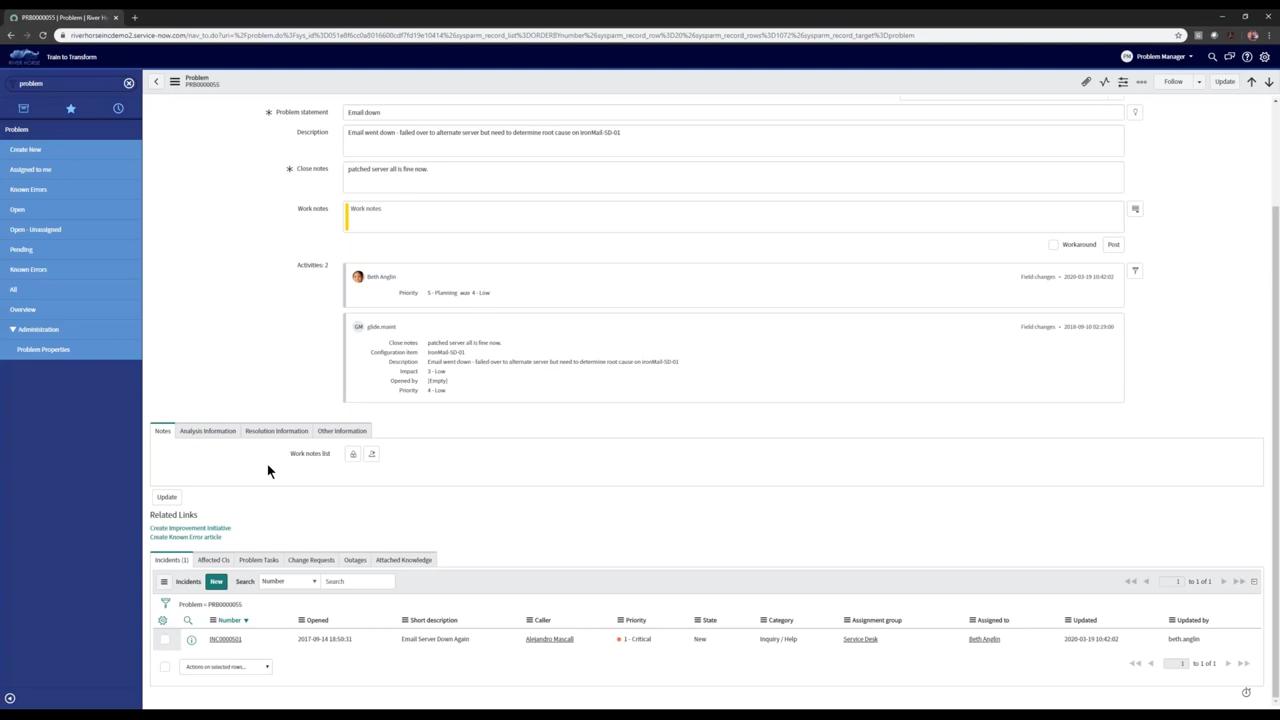 PRB0000055 | Problem | River Ho
riverhorseincdemo2.service-now.com/nav_to.do?uri=%2Fproblem.do%3Fsys_id%3D051e8f6cc0a8016600cdf7fd19e10414%26sysparm_record_list%3DORDERBYnumber%26sysparm_record_row%3D20%26sysparm_record_rows%3D1072%26sysparm_record_target%3Dproblem
RIVER HORSE
Train to Transform
PM Problem Manager
problem
Problem
PRB0000055
Follow
Update
Problem
Create New
Assigned to me
Known Errors
Open
Open - Unassigned
Pending
Known Errors
All
Overview
Administration
Problem Properties
Problem statement
Email down
Description
Email went down - failed over to alternate server but need to determine root cause on IronMail-SD-01
Close notes
patched server all is fine now.
Work notes
Work notes
Workaround
Post
Activities: 2
Beth Anglin
Field changes • 2020-03-19 10:42:02
Priority 5 - Planning was 4 - Low
GM glide.maint
Field changes • 2018-09-10 02:19:00
Close notes patched server all is fine now.
Configuration item IronMail-SD-01
Description Email went down - failed over to alternate server but need to determine root cause on IronMail-SD-01
Impact 3 - Low
Opened by [Empty]
Priority 4 - Low
Notes Analysis Information Resolution Information Other Information
Work notes list
Update
Related Links
Create Improvement Initiative
Create Known Error article
Incidents (1) Affected CIs Problem Tasks Change Requests Outages Attached Knowledge
Incidents New Search Number Search 1 to 1 of 1
Problem = PRB0000055
Number Opened Short description Caller Priority State Category Assignment group Assigned to Updated Updated by
INC0000501 2017-09-14 18:50:31 Email Server Down Again Alejandro Mascall 1 - Critical New Inquiry / Help Service Desk Beth Anglin 2020-03-19 10:42:02 beth.anglin
Actions on selected rows... 1 to 1 of 1